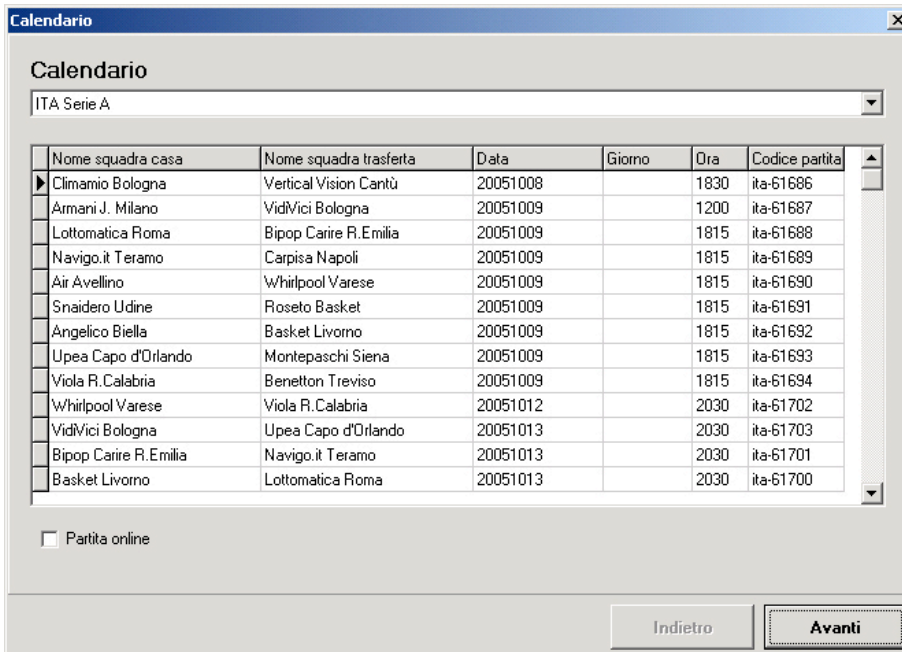 Calendario
Calendario
ITA Serie A
Nome squadra casa Nome squadra trasferta Data Giorno Ora Codice partita
Climamio Bologna Vertical Vision Cantù 20051008 1830 ita-61686
Armani J. Milano VidiVici Bologna 20051009 1200 ita-61687
Lottomatica Roma Bipop Carire R.Emilia 20051009 1815 ita-61688
Navigo.it Teramo Carpisa Napoli 20051009 1815 ita-61689
Air Avellino Whirlpool Varese 20051009 1815 ita-61690
Snaidero Udine Roseto Basket 20051009 1815 ita-61691
Angelico Biella Basket Livorno 20051009 1815 ita-61692
Upea Capo d'Orlando Montepaschi Siena 20051009 1815 ita-61693
Viola R.Calabria Benetton Treviso 20051009 1815 ita-61694
Whirlpool Varese Viola R.Calabria 20051012 2030 ita-61702
VidiVici Bologna Upea Capo d'Orlando 20051013 2030 ita-61703
Bipop Carire R.Emilia Navigo.it Teramo 20051013 2030 ita-61701
Basket Livorno Lottomatica Roma 20051013 2030 ita-61700
Partita online
Indietro Avanti